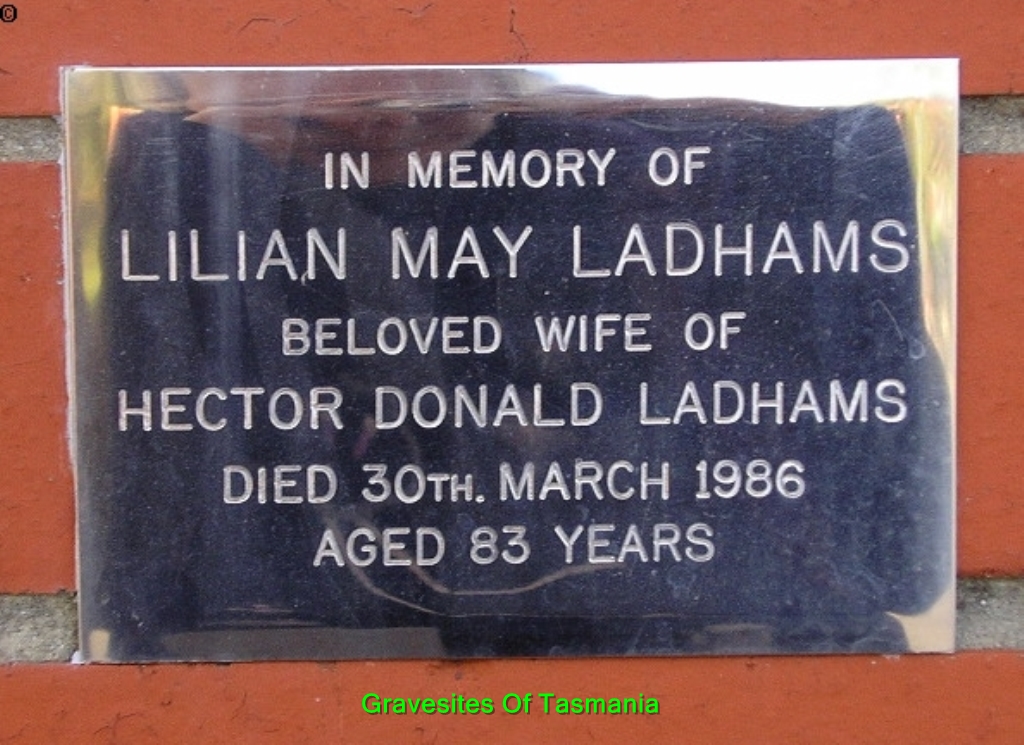 ©
IN MEMORY OF
LILIAN MAY LADHAMS
BELOVED WIFE OF
HECTOR DONALD LADHAMS
DIED 30TH. MARCH 1986
AGED 83 YEARS
Gravesites Of Tasmania